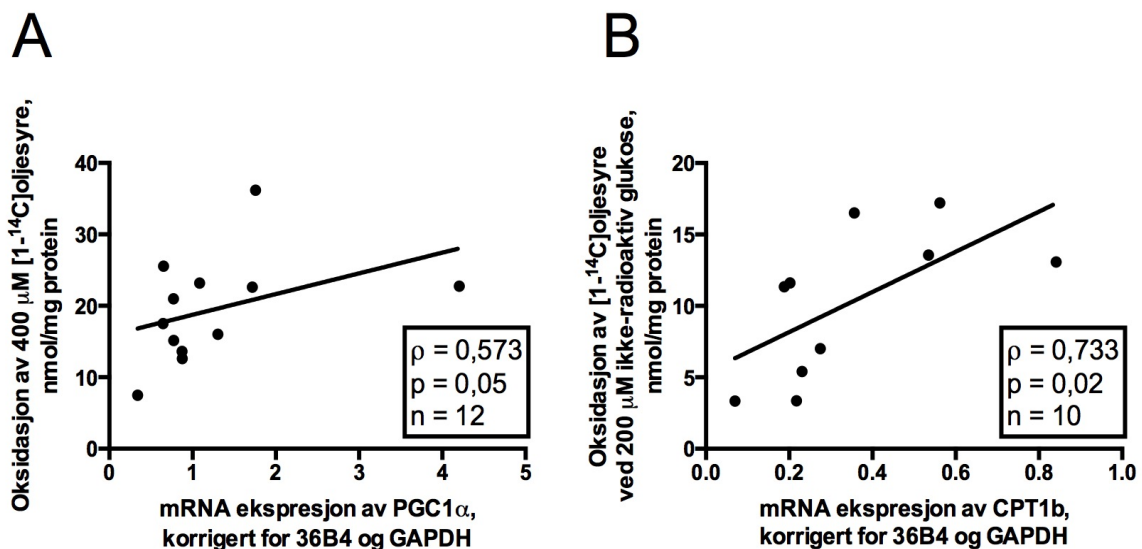 A
Oksidasjon av 400 μM [1-¹⁴C]oljesyre,
nmol/mg protein
40
30
20
10
0
0 1 2 3 4 5
ρ = 0,573
p = 0,05
n = 12
mRNA ekspresjon av PGC1α,
korrigert for 36B4 og GAPDH
B
Oksidasjon av [1-¹⁴C]oljesyre
ved 200 μM ikke-radioaktiv glukose,
nmol/mg protein
20
15
10
5
0
0.0 0.2 0.4 0.6 0.8 1.0
ρ = 0,733
p = 0,02
n = 10
mRNA ekspresjon av CPT1b,
korrigert for 36B4 og GAPDH